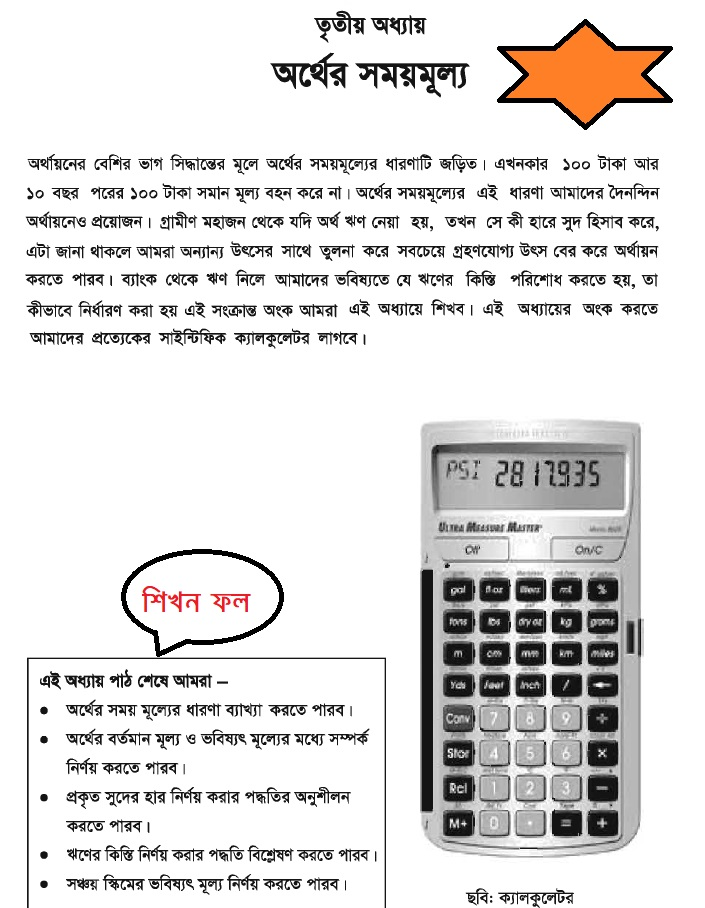 তৃতীয় অধ্যায়
অর্থের সময়মূল্য
অর্থায়নের বেশির ভাগ সিদ্ধান্তের মূলে অর্থের সময়মূল্যের ধারণাটি জড়িত। এখনকার ১০০ টাকা আর
১০ বছর পরের ১০০ টাকা সমান মূল্য বহন করে না। অর্থের সময়মূল্যের এই ধারণা আমাদের দৈনন্দিন
অর্থায়নেও প্রয়োজন। গ্রামীণ মহাজন থেকে যদি অর্থ ঋণ নেয়া হয়, তখন সে কী হারে সুদ হিসাব করে,
এটা জানা থাকলে আমরা অন্যান্য উৎসের সাথে তুলনা করে সবচেয়ে গ্রহণযোগ্য উৎস বের করে অর্থায়ন
করতে পারব। ব্যাংক থেকে ঋণ নিলে আমাদের ভবিষ্যতে যে ঋণের কিস্তি পরিশোধ করতে হয়, তা
কীভাবে নির্ধারণ করা হয় এই সংক্রান্ত অংক আমরা এই অধ্যায়ে শিখব। এই অধ্যায়ের অংক করতে
আমাদের প্রত্যেকের সাইন্টিফিক ক্যালকুলেটর লাগবে।
PSI 2817.935
ULTRA MEASURE MASTER
Off On/C
gal fl oz liters mL %
tons lbs dry oz kg grams
m cm mm km miles
Yds Feet Inch /
Conv 7 8 9 ÷
Stor 4 5 6 ×
Rcl 1 2 3 −
M+ 0 • = +
শিখন ফল
এই অধ্যায় পাঠ শেষে আমরা –
● অর্থের সময় মূল্যের ধারণা ব্যাখ্যা করতে পারব।
● অর্থের বর্তমান মূল্য ও ভবিষ্যৎ মূল্যের মধ্যে সম্পর্ক
নির্ণয় করতে পারব।
● প্রকৃত সুদের হার নির্ণয় করার পদ্ধতির অনুশীলন
করতে পারব।
● ঋণের কিস্তি নির্ণয় করার পদ্ধতি বিশ্লেষণ করতে পারব।
● সঞ্চয় স্কিমের ভবিষ্যৎ মূল্য নির্ণয় করতে পারব।
ছবি: ক্যালকুলেটর